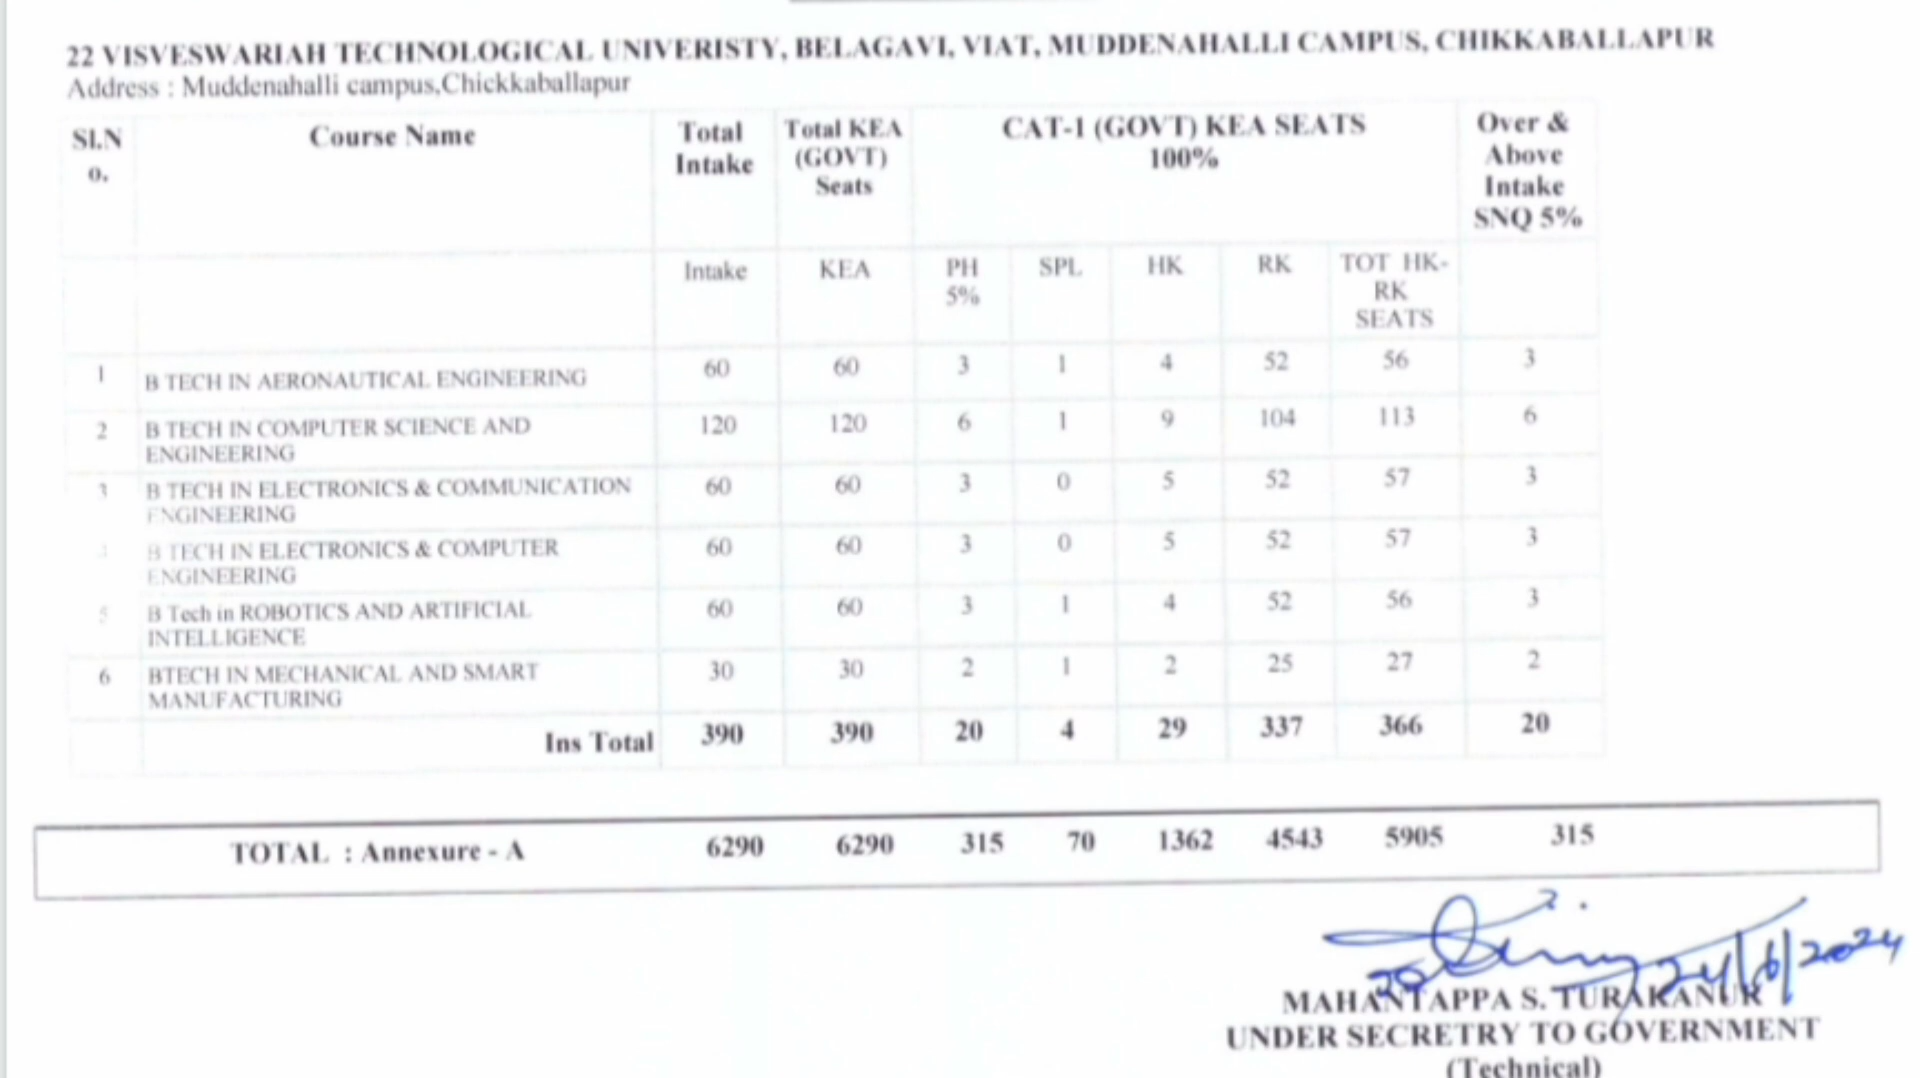 22 VISVESWARIAH TECHNOLOGICAL UNIVERISTY, BELAGAVI, VIAT, MUDDENAHALLI CAMPUS, CHIKKABALLAPUR
Address : Muddenahalli campus,Chickkaballapur
Sl.N o. Course Name Total Intake Total KEA (GOVT) Seats CAT-1 (GOVT) KEA SEATS 100% Over & Above Intake SNQ 5%
Intake KEA PH 5% SPL HK RK TOT HK-RK SEATS
1 B TECH IN AERONAUTICAL ENGINEERING 60 60 3 1 4 52 56 3
2 B TECH IN COMPUTER SCIENCE AND ENGINEERING 120 120 6 1 9 104 113 6
3 B TECH IN ELECTRONICS & COMMUNICATION ENGINEERING 60 60 3 0 5 52 57 3
4 B TECH IN ELECTRONICS & COMPUTER ENGINEERING 60 60 3 0 5 52 57 3
5 B Tech in ROBOTICS AND ARTIFICIAL INTELLIGENCE 60 60 3 1 4 52 56 3
6 BTECH IN MECHANICAL AND SMART MANUFACTURING 30 30 2 1 2 25 27 2
Ins Total 390 390 20 4 29 337 366 20
TOTAL : Annexure - A 6290 6290 315 70 1362 4543 5905 315
24/6/2024
MAHANTAPPA S. TURAKANUR
UNDER SECRETRY TO GOVERNMENT
(Technical)